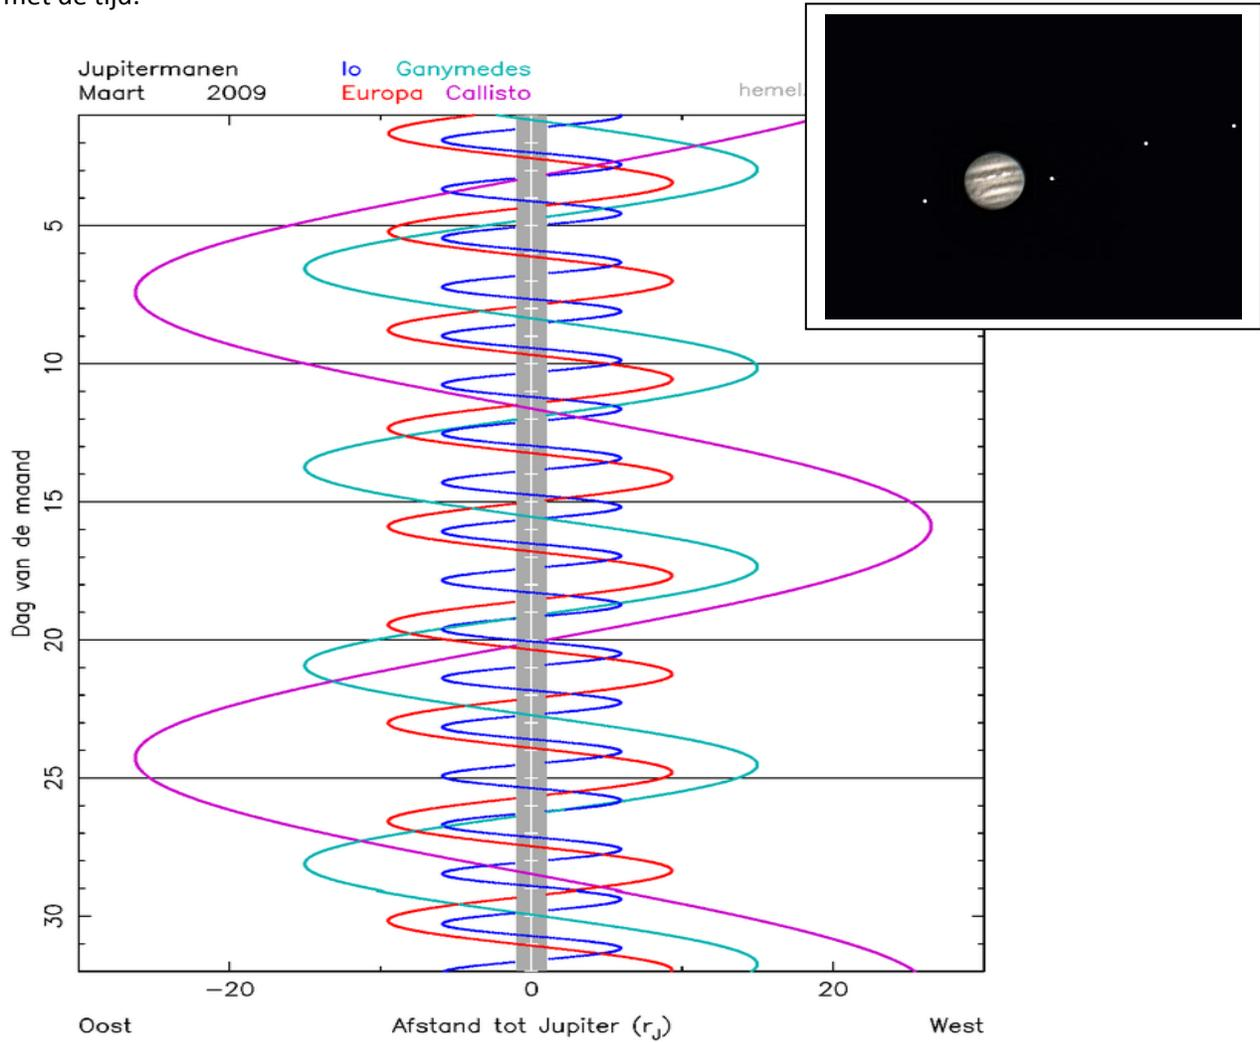 met de tijd.
Jupitermanen Io Ganymedes
Maart 2009 Europa Callisto
hemel.
5
10
15
20
25
30
Dag van de maand
−20 0 20
Oost Afstand tot Jupiter (rJ) West